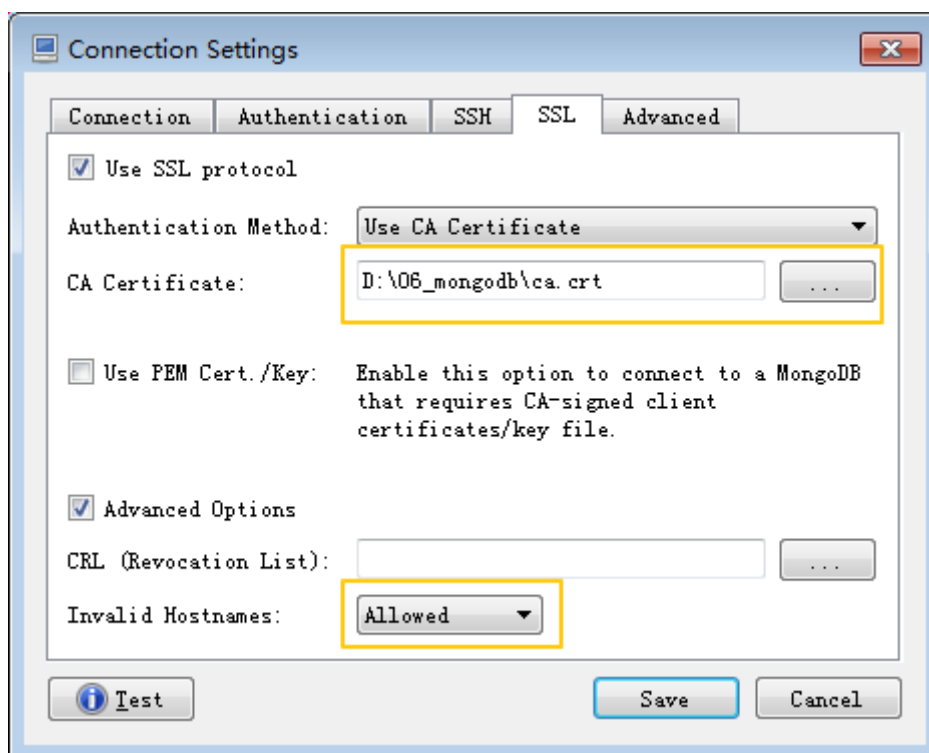 Connection Settings
Connection Authentication SSH SSL Advanced
Use SSL protocol
Authentication Method: Use CA Certificate
CA Certificate: D:\06_mongodb\ca.crt ...
Use PEM Cert./Key: Enable this option to connect to a MongoDB
that requires CA-signed client
certificates/key file.
Advanced Options
CRL (Revocation List): ...
Invalid Hostnames: Allowed
Test Save Cancel